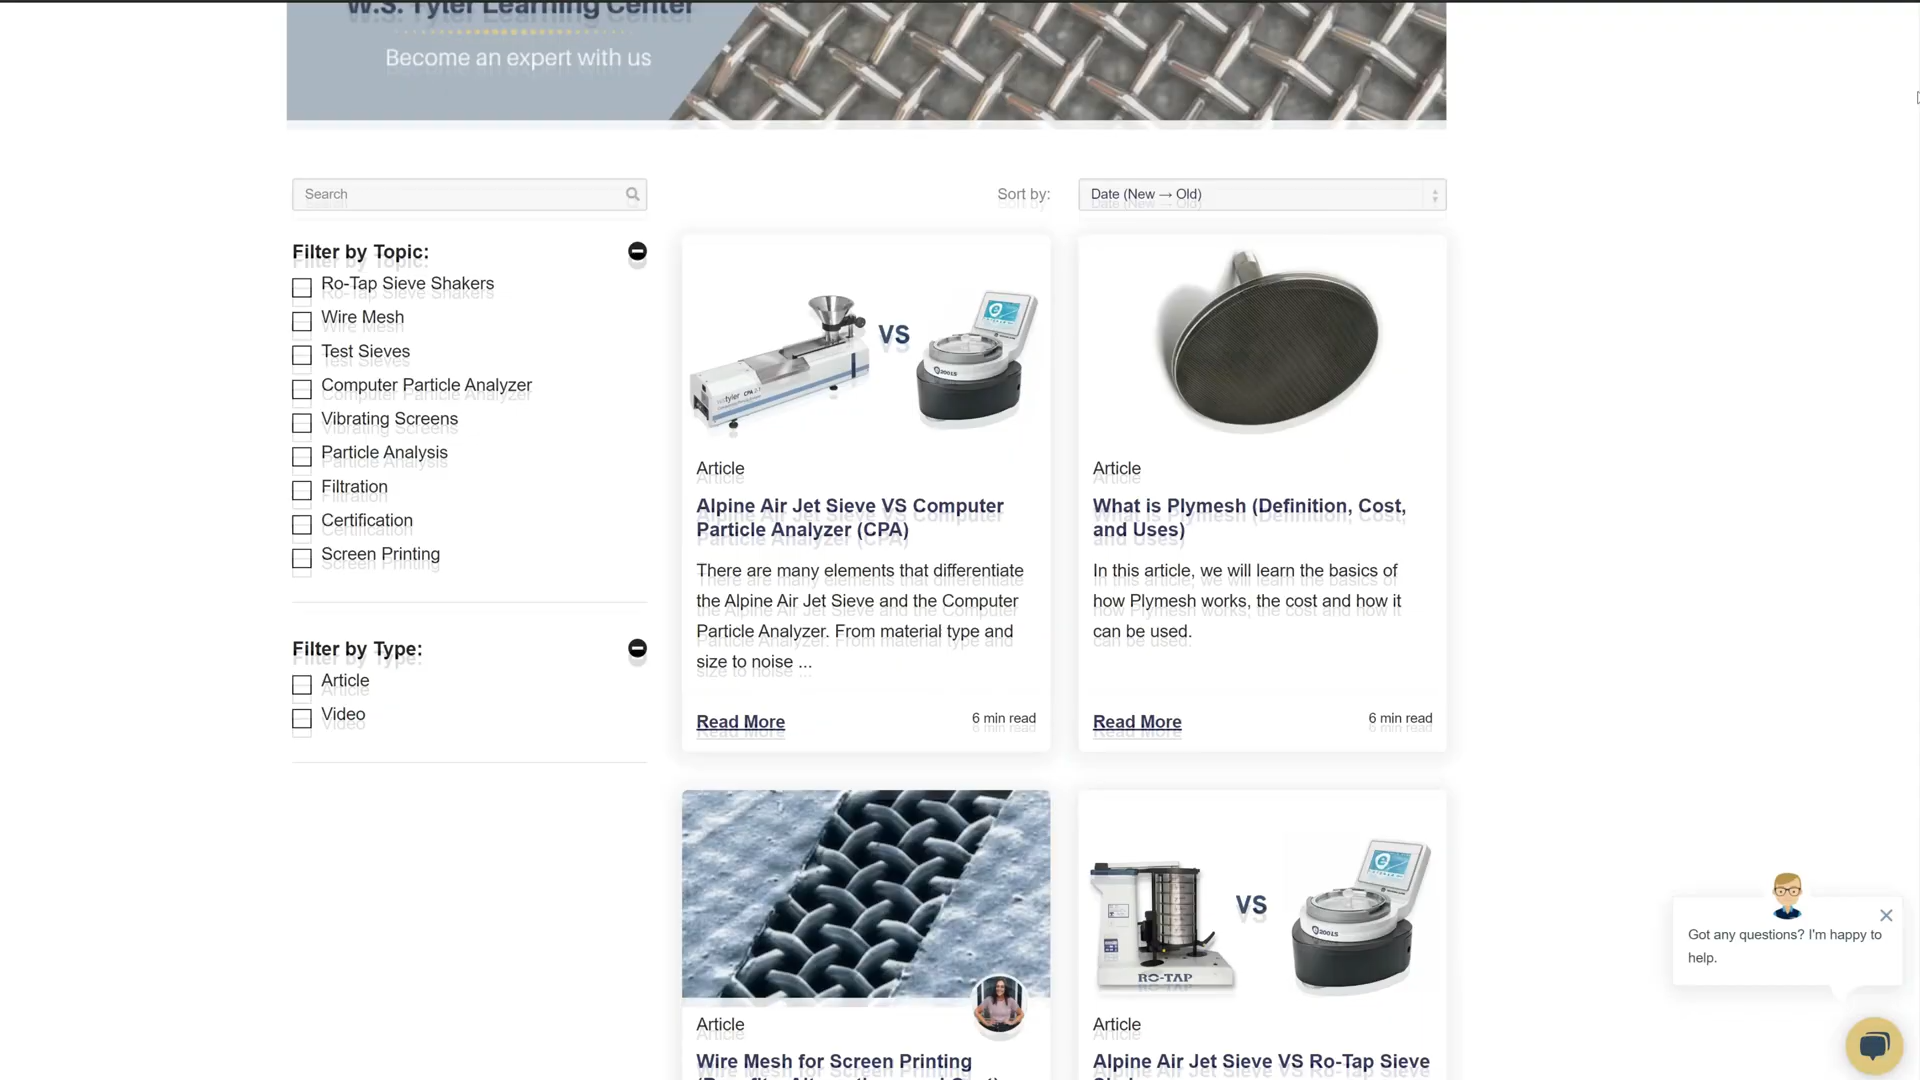 W.S. Tyler Learning Center
Become an expert with us
Search
Sort by:
Date (New → Old)
Filter by Topic:
Ro-Tap Sieve Shakers
Wire Mesh
Test Sieves
Computer Particle Analyzer
Vibrating Screens
Particle Analysis
Filtration
Certification
Screen Printing
Filter by Type:
Article
Video
VS
Article
Alpine Air Jet Sieve VS Computer
Particle Analyzer (CPA)
There are many elements that differentiate
the Alpine Air Jet Sieve and the Computer
Particle Analyzer. From material type and
size to noise ...
Read More
6 min read
Article
What is Plymesh (Definition, Cost,
and Uses)
In this article, we will learn the basics of
how Plymesh works, the cost and how it
can be used.
Read More
6 min read
Article
Wire Mesh for Screen Printing
VS
RO-TAP
Article
Alpine Air Jet Sieve VS Ro-Tap Sieve
Got any questions? I'm happy to
help.